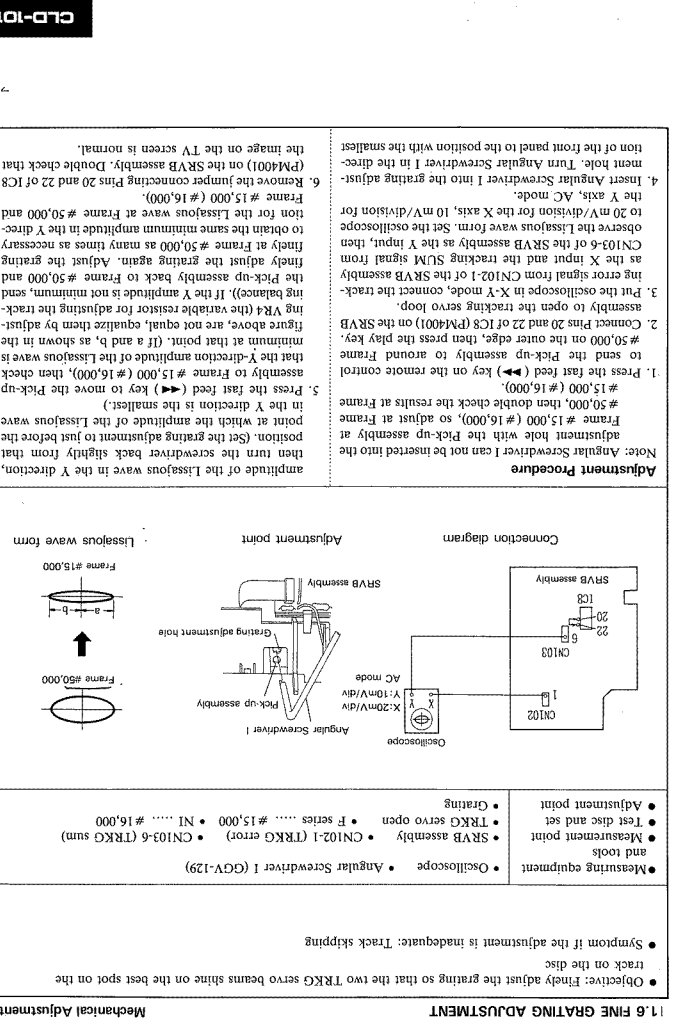 11.6 FINE GRATING ADJUSTMENT
Mechanical Adjustment
● Objective: Finely adjust the grating so that the two TRKG servo beams shine on the best spot on the
track on the disc
● Symptom if the adjustment is inadequate: Track skipping
● Measuring equipment
and tools
● Measurement point
● Test disc and set
● Adjustment point
● Oscilloscope ● Angular Screwdriver I (GGV-129)
● SRVB assembly ● CN102-1 (TRKG error) ● CN103-6 (TRKG sum)
● TRKG servo open ● F series ..... #15,000 ● NI ..... #16,000
● Grating
CN102
1
CN103
6
22
20
IC8
SRVB assembly
Oscilloscope
X Y
X:20mV/div
Y:10mV/div
AC mode
Connection diagram
Angular Screwdriver I
Pick-up assembly
Grating adjustment hole
SRVB assembly
Adjustment point
Frame #50,000
a b
Frame #15,000
Lissajous wave form
Adjustment Procedure
Note: Angular Screwdriver I can not be inserted into the
adjustment hole with the Pick-up assembly at
Frame #15,000 (#16,000), so adjust at Frame
#50,000, then double check the results at Frame
#15,000 (#16,000).
1. Press the fast feed (►►) key on the remote control
to send the Pick-up assembly to around Frame
#50,000 on the outer edge, then press the play key.
2. Connect Pins 20 and 22 of IC8 (PM4001) on the SRVB
assembly to open the tracking servo loop.
3. Put the oscilloscope in X-Y mode, connect the track-
ing error signal from CN102-1 of the SRVB assembly
as the X input and the tracking SUM signal from
CN103-6 of the SRVB assembly as the Y input, then
observe the Lissajous wave form. Set the oscilloscope
to 20 mV/division for the X axis, 10 mV/division for
the Y axis, AC mode.
4. Insert Angular Screwdriver I into the grating adjust-
ment hole. Turn Angular Screwdriver I in the direc-
tion of the front panel to the position with the smallest
amplitude of the Lissajous wave in the Y direction,
then turn the screwdriver back slightly from that
position. (Set the grating adjustment to just before the
point at which the amplitude of the Lissajous wave
in the Y direction is the smallest.)
5. Press the fast feed (◄◄) key to move the Pick-up
assembly to Frame #15,000 (#16,000), then check
that the Y-direction amplitude of the Lissajous wave is
minimum at that point. (If a and b, as shown in the
figure above, are not equal, equalize them by adjust-
ing VR4 (the variable resistor for adjusting the track-
ing balance)). If the Y amplitude is not minimum, send
the Pick-up assembly back to Frame #50,000 and
finely adjust the grating again. Adjust the grating
finely at Frame #50,000 as many times as necessary
to obtain the same minimum amplitude in the Y direc-
tion for the Lissajous wave at Frame #50,000 and
Frame #15,000 (#16,000).
6. Remove the jumper connecting Pins 20 and 22 of IC8
(PM4001) on the SRVB assembly. Double check that
the image on the TV screen is normal.
7
CLD-101